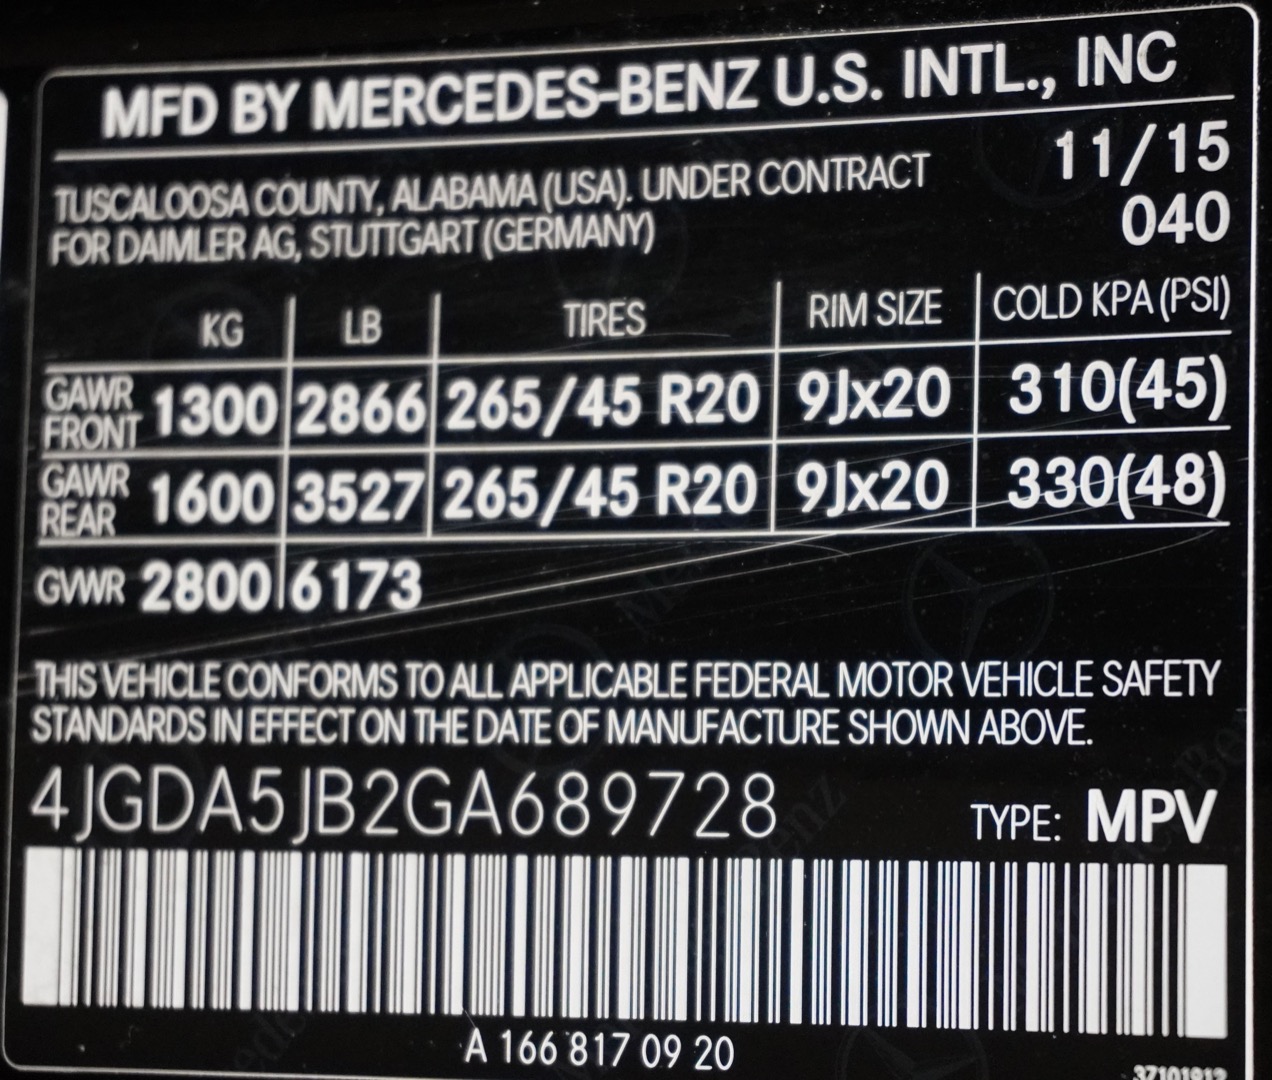 MFD BY MERCEDES-BENZ U.S. INTL., INC
11/15
TUSCALOOSA COUNTY, ALABAMA (USA). UNDER CONTRACT
FOR DAIMLER AG, STUTTGART (GERMANY)
040
KG LB TIRES RIM SIZE COLD KPA (PSI)
GAWR FRONT 1300 2866 265/45 R20 9Jx20 310(45)
GAWR REAR 1600 3527 265/45 R20 9Jx20 330(48)
GVWR 2800 6173
THIS VEHICLE CONFORMS TO ALL APPLICABLE FEDERAL MOTOR VEHICLE SAFETY
STANDARDS IN EFFECT ON THE DATE OF MANUFACTURE SHOWN ABOVE.
4JGDA5JB2GA689728 TYPE: MPV
A 166 817 09 20